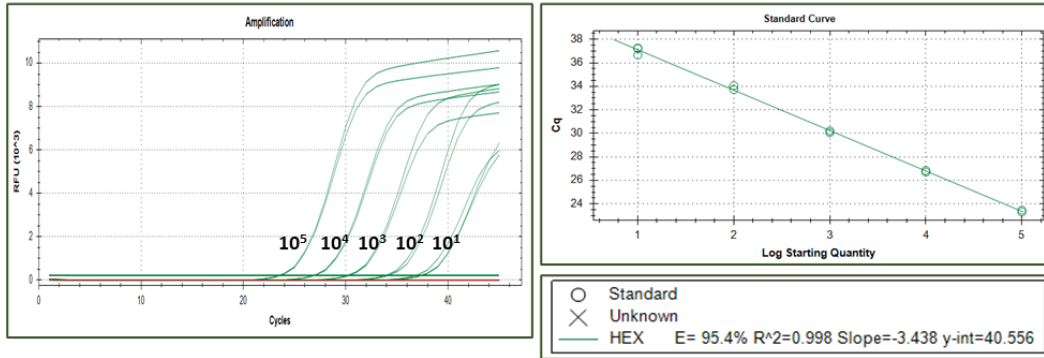 Amplification
10
8
6
4
2
0
RFU (10^3)
10⁵ 10⁴ 10³ 10² 10¹
0 10 20 30 40
Cycles
Standard Curve
38
36
34
32
30
28
26
24
Cq
1 2 3 4 5
Log Starting Quantity
Standard
Unknown
HEX E= 95.4% R^2=0.998 Slope=-3.438 y-int=40.556